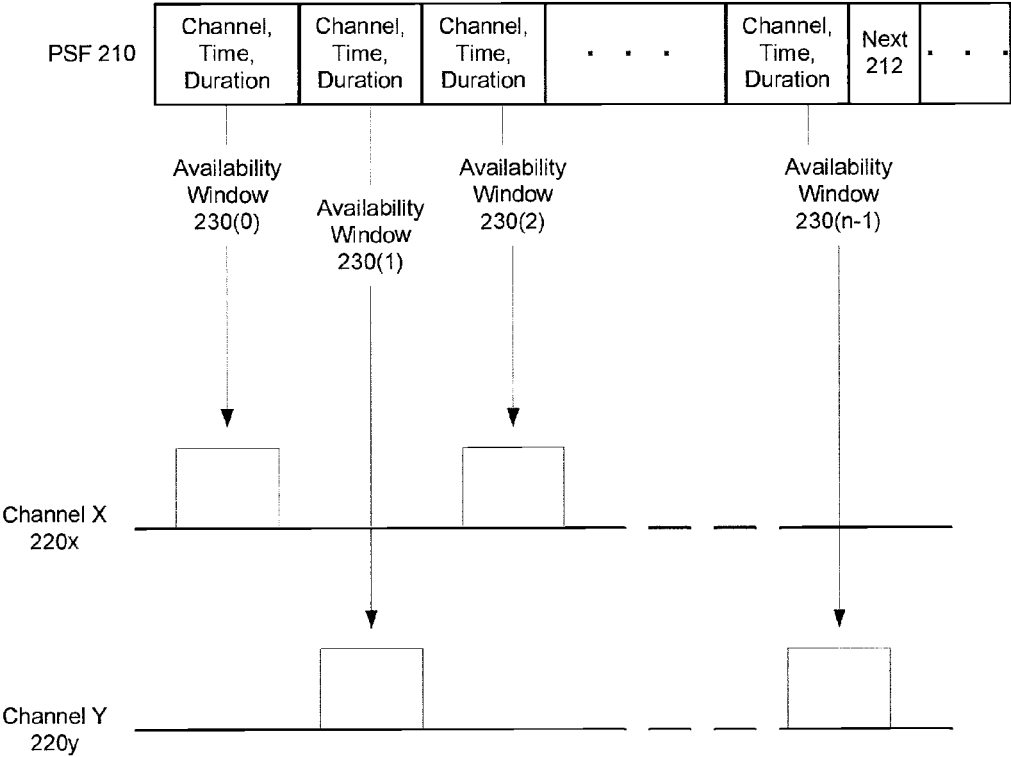 PSF 210
Channel,
Time,
Duration
Channel,
Time,
Duration
Channel,
Time,
Duration
. . .
Channel,
Time,
Duration
Next
212
. . .
Availability
Window
230(0)
Availability
Window
230(1)
Availability
Window
230(2)
Availability
Window
230(n-1)
Channel X
220x
Channel Y
220y